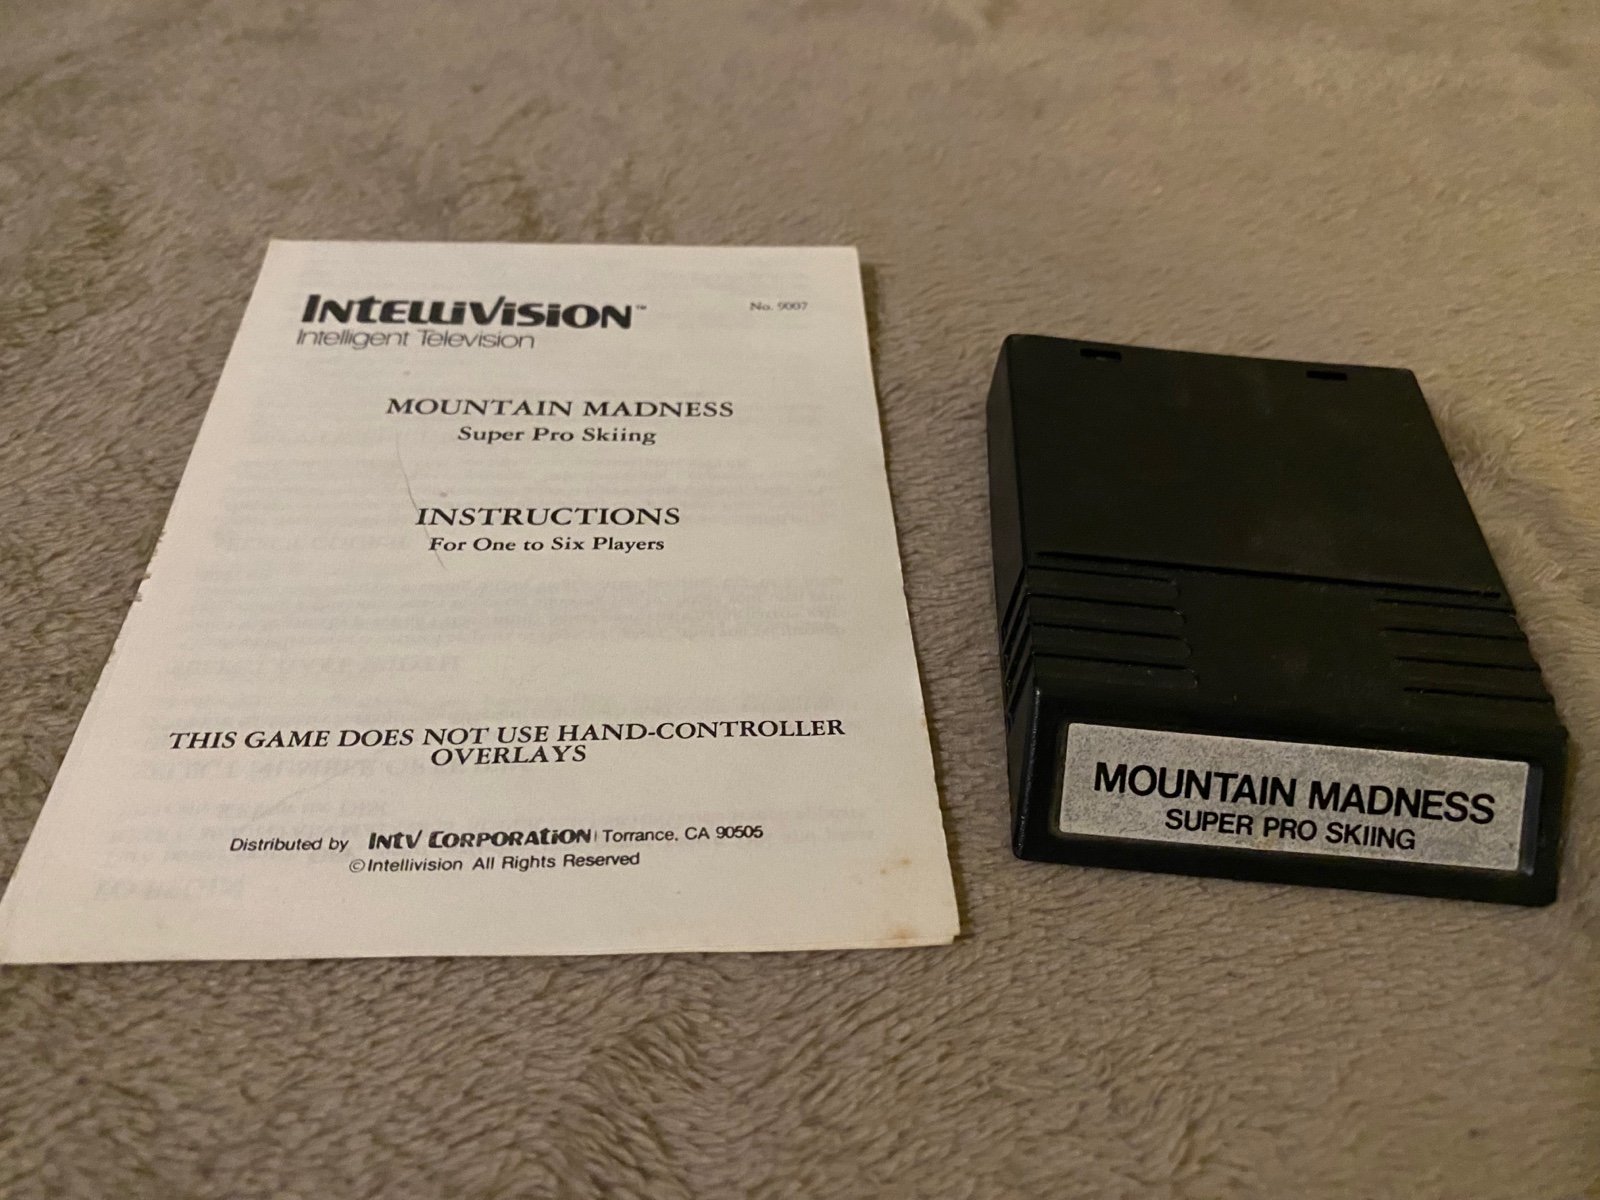 INTELLIVISION™
No. 9007
Intelligent Television
MOUNTAIN MADNESS
Super Pro Skiing
INSTRUCTIONS
For One to Six Players
THIS GAME DOES NOT USE HAND-CONTROLLER
OVERLAYS
Distributed by INTV CORPORATION Torrance, CA 90505
©Intellivision All Rights Reserved
MOUNTAIN MADNESS
SUPER PRO SKIING